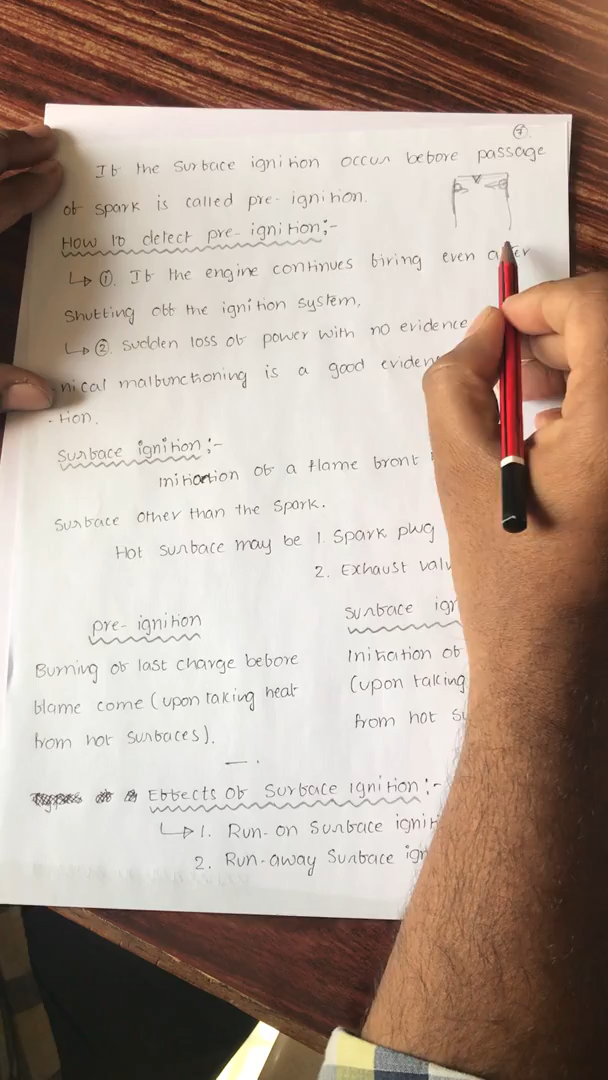 7
If the surface ignition occur before passage
of spark is called pre-ignition.
How to detect pre-ignition:-
↳ ①. If the engine continues firing even after
shutting off the ignition system,
↳ ②. Sudden loss of power with no evidence
nical malfunctioning is a good eviden
-tion.
Surface ignition:-
initiation of a flame front
surface other than the spark.
Hot surface may be 1. Spark plug
2. Exhaust valv
pre-ignition
surface ign
Burning of last charge before
flame come (upon taking heat
from hot surfaces).
Initiation of
(upon taking
from hot su
Effects of surface ignition:-
↳ 1. Run-on Surface ignit
2. Run-away Surface ign